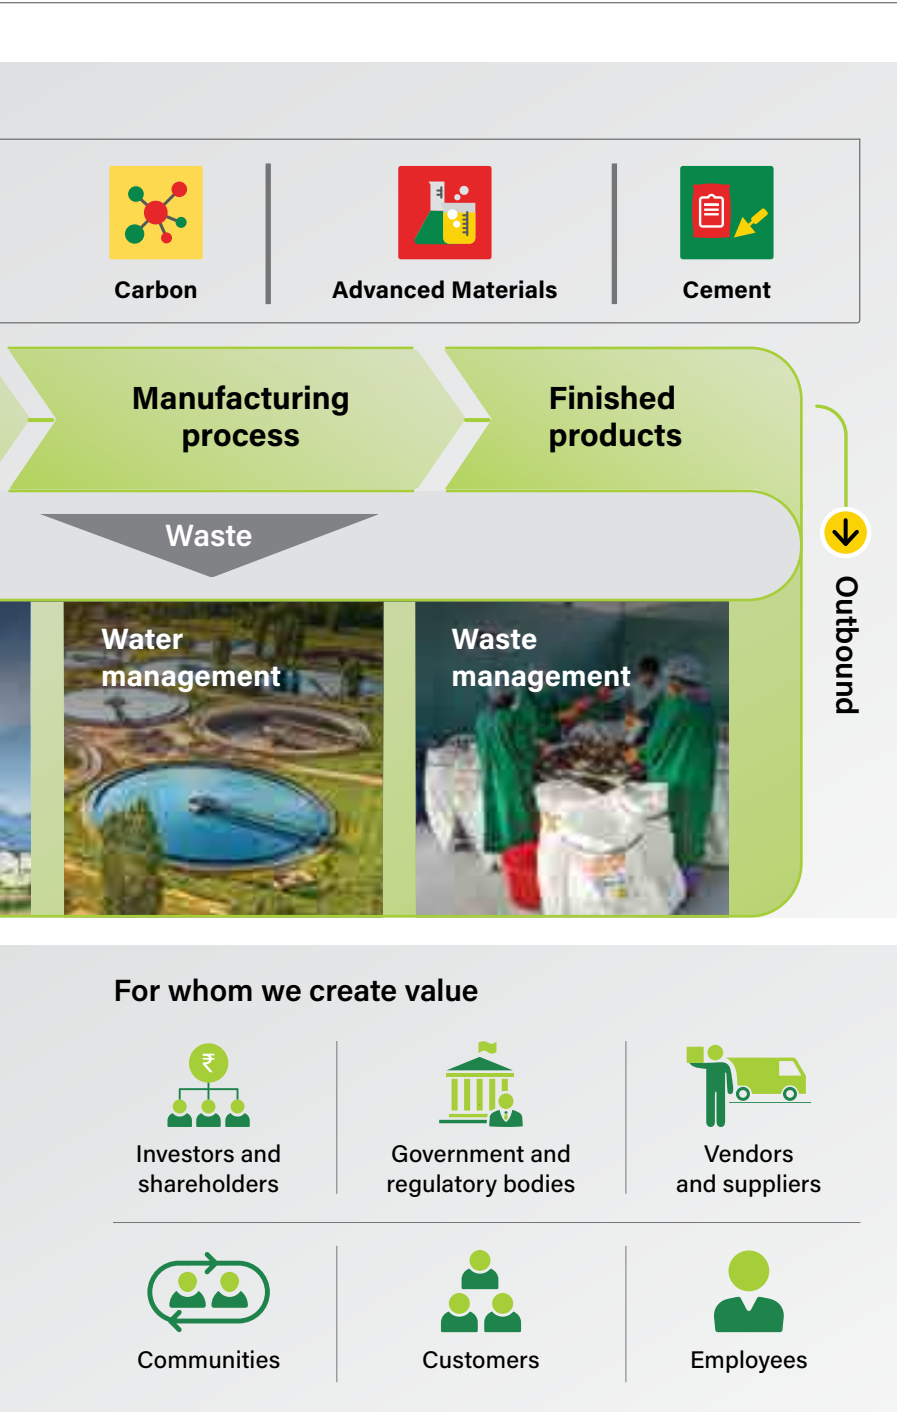 Carbon
Advanced Materials
Cement
Manufacturing
process
Finished
products
Waste
Outbound
Water
management
Waste
management
For whom we create value
₹
Investors and
shareholders
Government and
regulatory bodies
Vendors
and suppliers
Communities
Customers
Employees